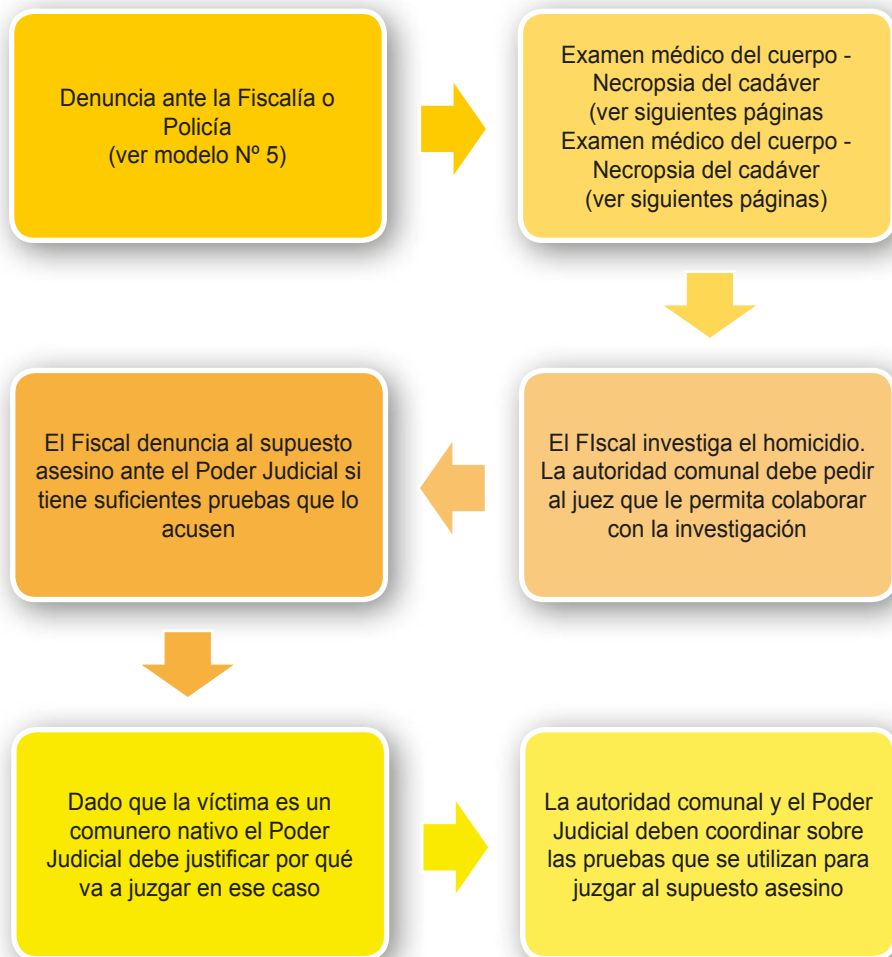 Denuncia ante la Fiscalía o
Policía
(ver modelo Nº 5)
Examen médico del cuerpo -
Necropsia del cadáver
(ver siguientes páginas
Examen médico del cuerpo -
Necropsia del cadáver
(ver siguientes páginas)
El FIscal investiga el homicidio.
La autoridad comunal debe pedir
al juez que le permita colaborar
con la investigación
El Fiscal denuncia al supuesto
asesino ante el Poder Judicial si
tiene suficientes pruebas que lo
acusen
Dado que la víctima es un
comunero nativo el Poder
Judicial debe justificar por qué
va a juzgar en ese caso
La autoridad comunal y el Poder
Judicial deben coordinar sobre
las pruebas que se utilizan para
juzgar al supuesto asesino